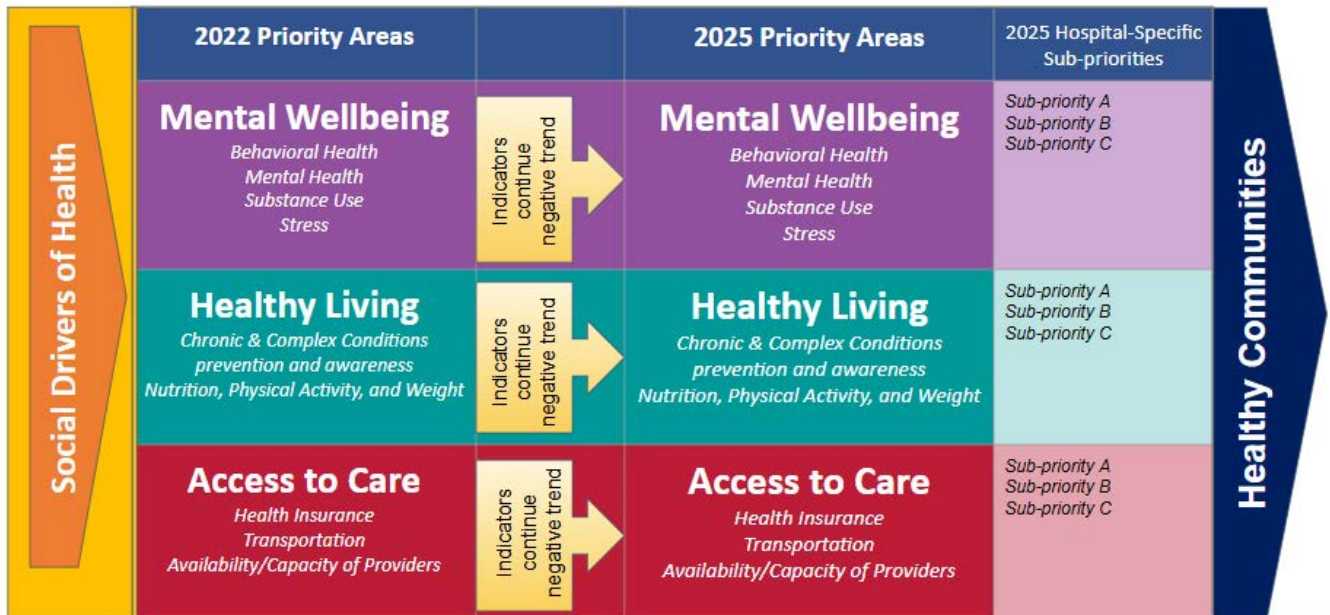 Social Drivers of Health
2022 Priority Areas
2025 Priority Areas
2025 Hospital-Specific
Sub-priorities
Mental Wellbeing
Behavioral Health
Mental Health
Substance Use
Stress
Indicators
continue
negative trend
Mental Wellbeing
Behavioral Health
Mental Health
Substance Use
Stress
Sub-priority A
Sub-priority B
Sub-priority C
Healthy Living
Chronic & Complex Conditions
prevention and awareness
Nutrition, Physical Activity, and Weight
Indicators
continue
negative trend
Healthy Living
Chronic & Complex Conditions
prevention and awareness
Nutrition, Physical Activity, and Weight
Sub-priority A
Sub-priority B
Sub-priority C
Access to Care
Health Insurance
Transportation
Availability/Capacity of Providers
Indicators
continue
negative trend
Access to Care
Health Insurance
Transportation
Availability/Capacity of Providers
Sub-priority A
Sub-priority B
Sub-priority C
Healthy Communities